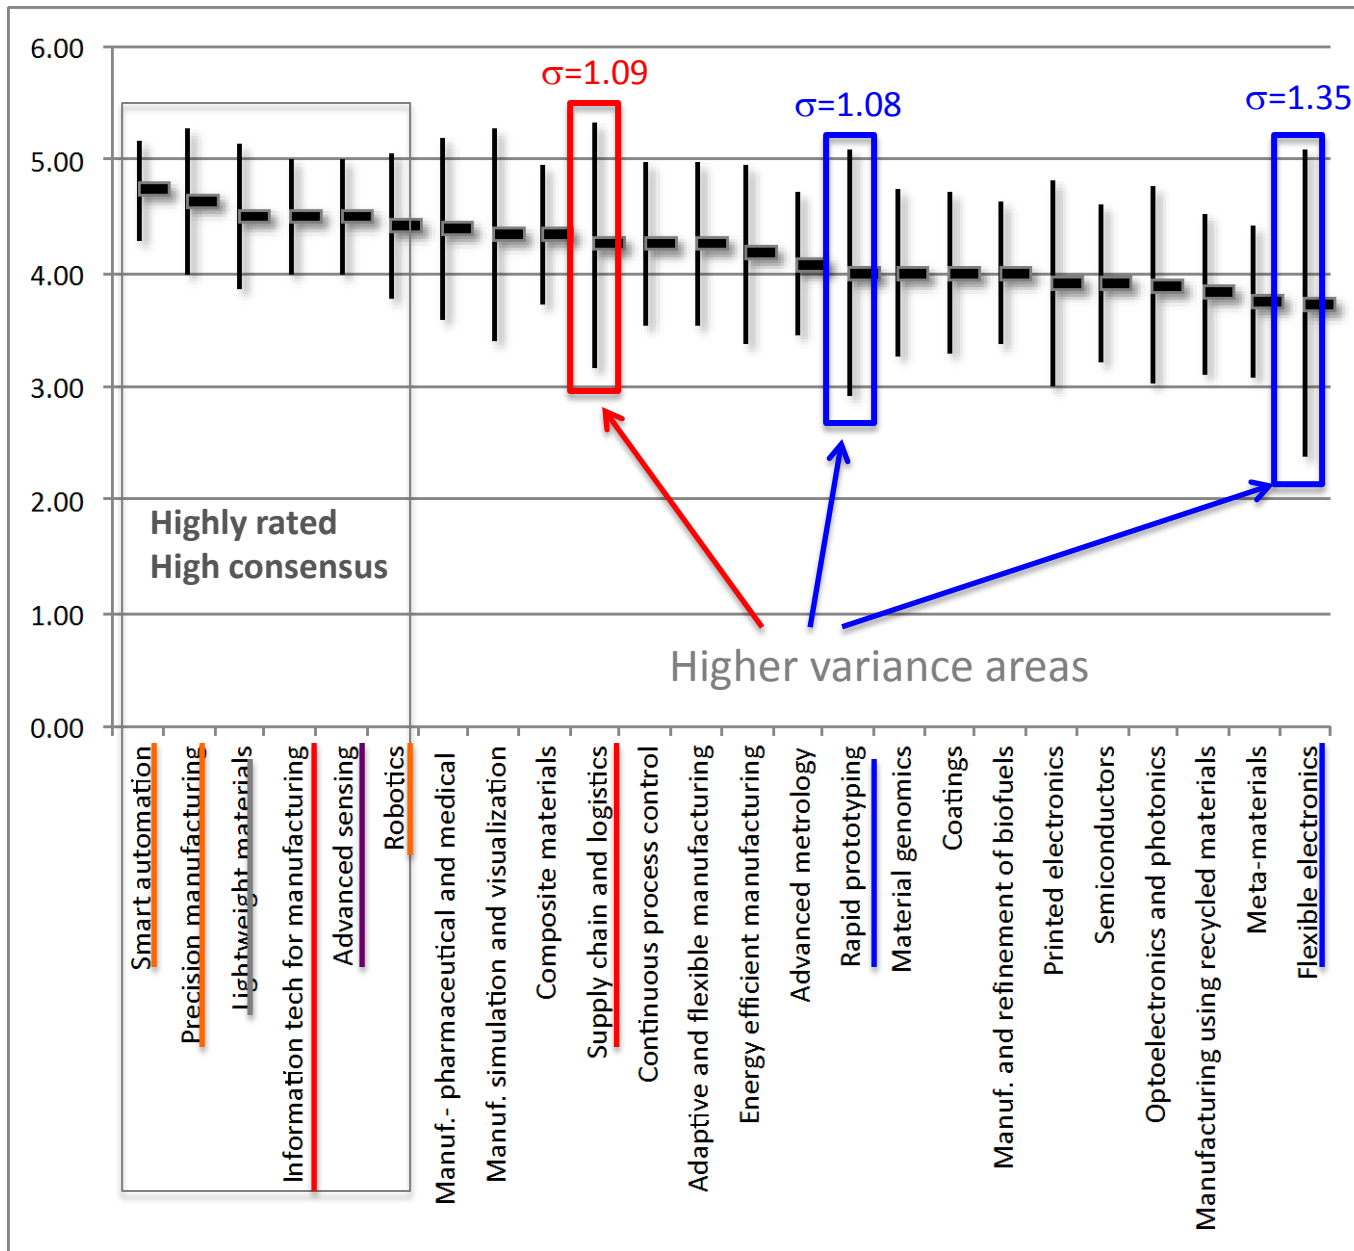 6.00
5.00
4.00
3.00
2.00
1.00
0.00
σ=1.09
σ=1.08
σ=1.35
Highly rated
High consensus
Higher variance areas
Smart automation
Precision manufacturing
Lightweight materials
Information tech for manufacturing
Advanced sensing
Robotics
Manuf.- pharmaceutical and medical
Manuf. simulation and visualization
Composite materials
Supply chain and logistics
Continuous process control
Adaptive and flexible manufacturing
Energy efficient manufacturing
Advanced metrology
Rapid prototyping
Material genomics
Coatings
Manuf. and refinement of biofuels
Printed electronics
Semiconductors
Optoelectronics and photonics
Manufacturing using recycled materials
Meta-materials
Flexible electronics